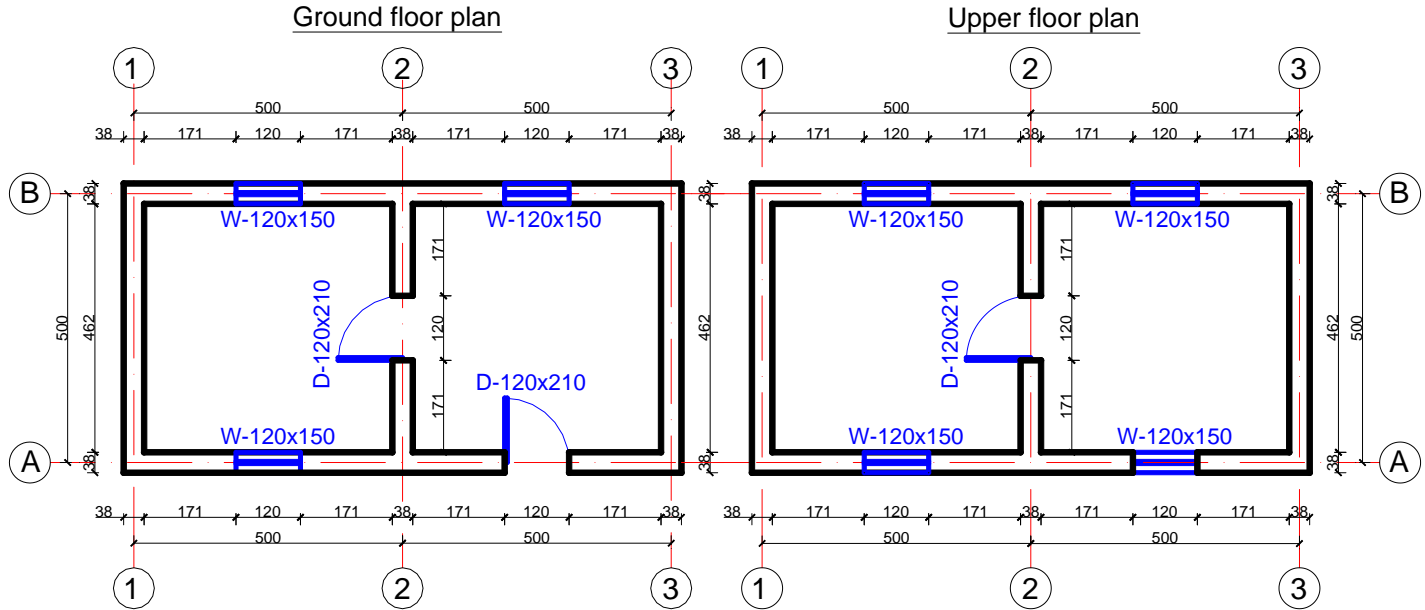 Ground floor plan Upper floor plan
1 2 3 1 2 3
500 500 500 500
38 171 120 171 38 171 120 171 38 38 171 120 171 38 171 120 171 38
B 38 38 38 B
W-120x150 W-120x150 W-120x150 W-120x150
171 171
500 462 D-120x210 120 462 D-120x210 120 462 500
D-120x210
171 171
W-120x150 W-120x150 W-120x150
A 38 38 38 A
38 171 120 171 38 171 120 171 38 38 171 120 171 38 171 120 171 38
500 500 500 500
1 2 3 1 2 3